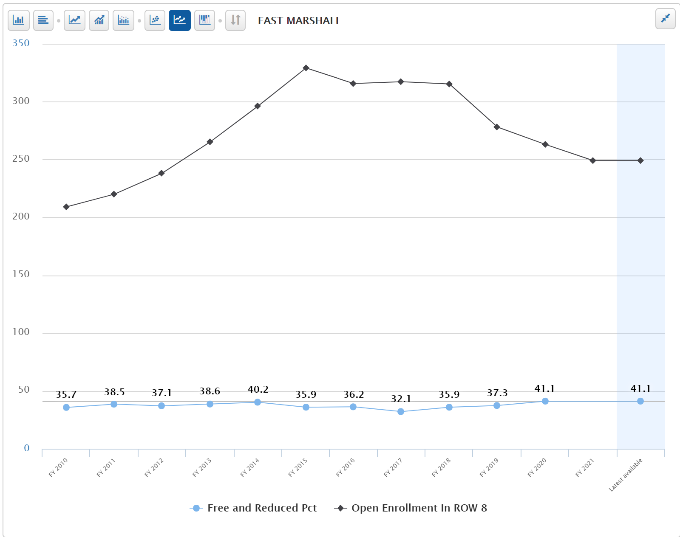 EAST MARSHALL
350
300
250
200
150
100
50
0
35.7 38.5 37.1 38.6 40.2 35.9 36.2 32.1 35.9 37.3 41.1 41.1
FY 2010 FY 2011 FY 2012 FY 2013 FY 2014 FY 2015 FY 2016 FY 2017 FY 2018 FY 2019 FY 2020 FY 2021 Latest available
Free and Reduced Pct Open Enrollment In ROW 8